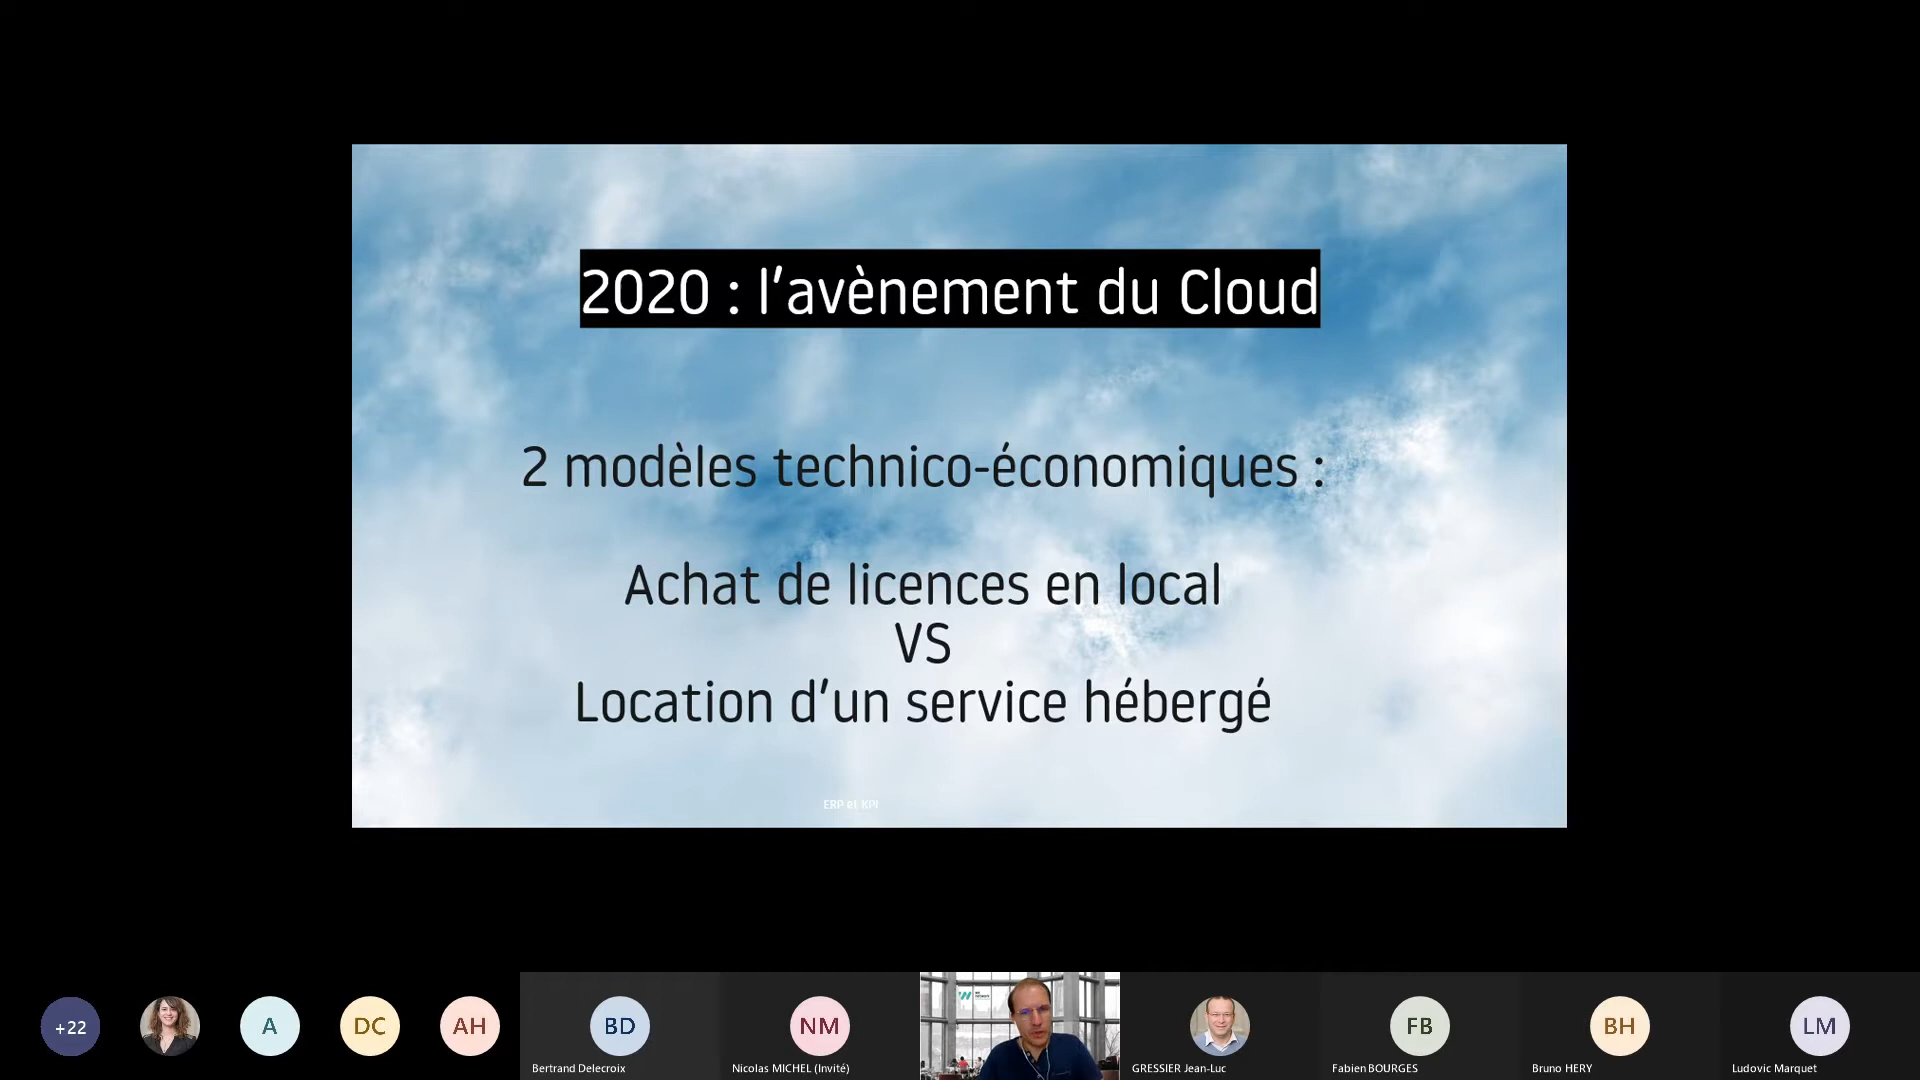 2020 : l'avènement du Cloud
2 modèles technico-économiques :
Achat de licences en local
VS
Location d'un service hébergé
ERP et KPI
+22
A
DC
AH
BD
NM
FB
BH
LM
Bertrand Delecroix
Nicolas MICHEL (Invité)
GRESSIER Jean-Luc
Fabien BOURGES
Bruno HERY
Ludovic Marquet